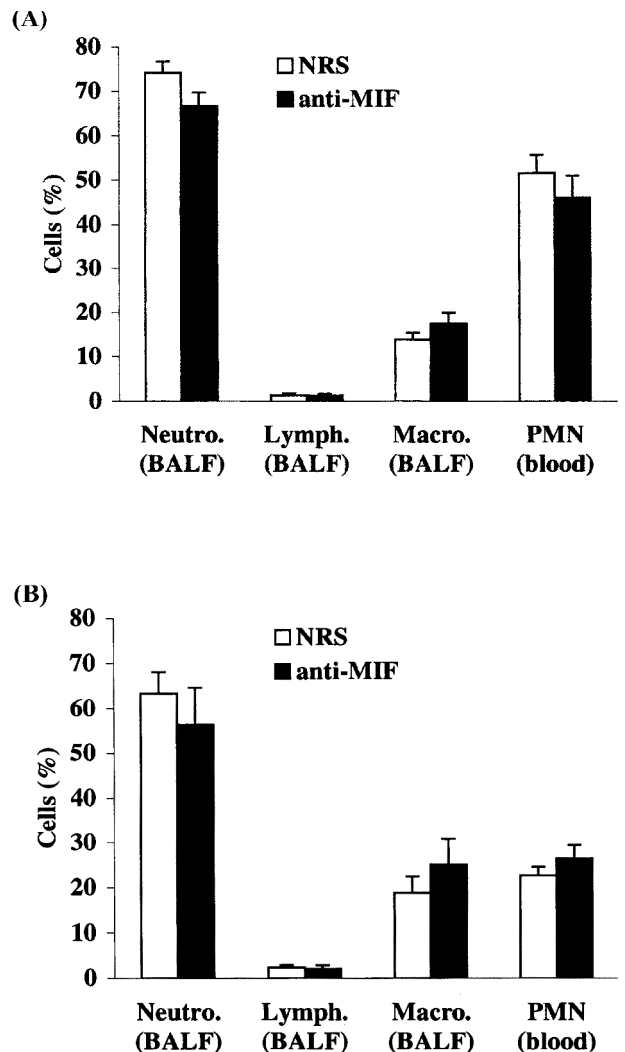 (A)
80
70
60
50
40
30
20
10
0
Cells (%)
NRS
anti-MIF
Neutro. Lymph. Macro. PMN
(BALF) (BALF) (BALF) (blood)
(B)
80
70
60
50
40
30
20
10
0
Cells (%)
NRS
anti-MIF
Neutro. Lymph. Macro. PMN
(BALF) (BALF) (BALF) (blood)